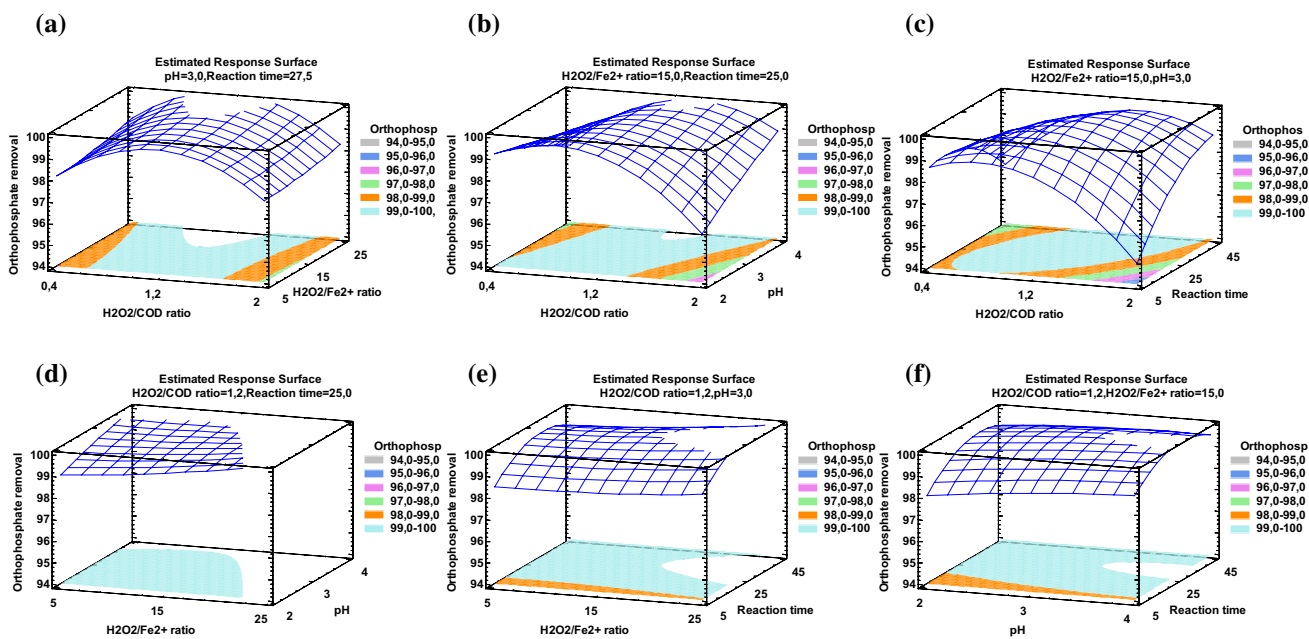 (a)
Estimated Response Surface
pH=3,0,Reaction time=27,5
Orthophosphate removal
100
99
98
97
96
95
94
0,4
1,2
2
H2O2/COD ratio
5
15
25
H2O2/Fe2+ ratio
Orthophosp
94,0-95,0
95,0-96,0
96,0-97,0
97,0-98,0
98,0-99,0
99,0-100,
(b)
Estimated Response Surface
H2O2/Fe2+ ratio=15,0,Reaction time=25,0
Orthophosphate removal
100
99
98
97
96
95
94
0,4
1,2
2
H2O2/COD ratio
2
3
4
pH
Orthophosp
94,0-95,0
95,0-96,0
96,0-97,0
97,0-98,0
98,0-99,0
99,0-100
(c)
Estimated Response Surface
H2O2/Fe2+ ratio=15,0,pH=3,0
Orthophosphate removal
100
99
98
97
96
95
94
0,4
1,2
2
H2O2/COD ratio
5
25
45
Reaction time
Orthophos
94,0-95,0
95,0-96,0
96,0-97,0
97,0-98,0
98,0-99,0
99,0-100
(d)
Estimated Response Surface
H2O2/COD ratio=1,2,Reaction time=25,0
Orthophosphate removal
100
99
98
97
96
95
94
5
15
25
H2O2/Fe2+ ratio
2
3
4
pH
Orthophosp
94,0-95,0
95,0-96,0
96,0-97,0
97,0-98,0
98,0-99,0
99,0-100
(e)
Estimated Response Surface
H2O2/COD ratio=1,2,pH=3,0
Orthophosphate removal
100
99
98
97
96
95
94
5
15
25
H2O2/Fe2+ ratio
5
25
45
Reaction time
Orthophosp
94,0-95,0
95,0-96,0
96,0-97,0
97,0-98,0
98,0-99,0
99,0-100
(f)
Estimated Response Surface
H2O2/COD ratio=1,2,H2O2/Fe2+ ratio=15,0
Orthophosphate removal
100
99
98
97
96
95
94
2
3
4
pH
5
25
45
Reaction time
Orthophosp
94,0-95,0
95,0-96,0
96,0-97,0
97,0-98,0
98,0-99,0
99,0-100